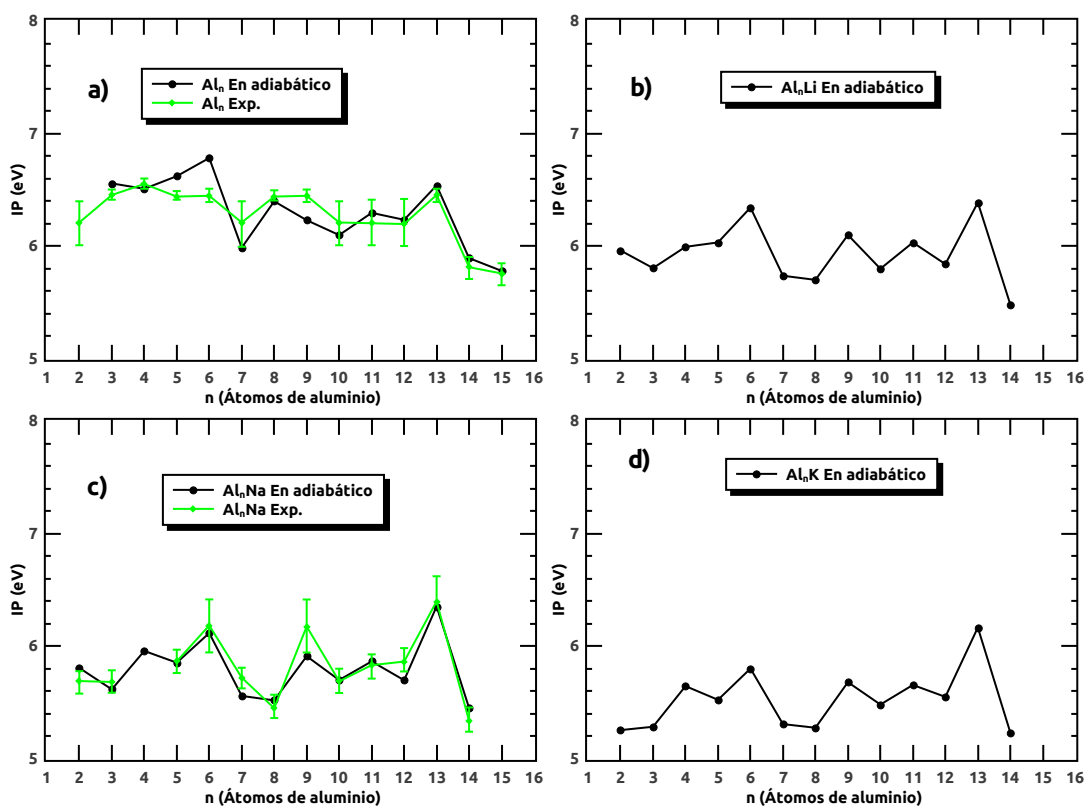 a)
Alₙ En adiabático
Alₙ Exp.
8
7
6
5
IP (eV)
1 2 3 4 5 6 7 8 9 10 11 12 13 14 15 16
n (Átomos de aluminio)
b)
AlₙLi En adiabático
8
7
6
5
IP (eV)
1 2 3 4 5 6 7 8 9 10 11 12 13 14 15 16
n (Átomos de aluminio)
c)
AlₙNa En adiabático
AlₙNa Exp.
8
7
6
5
IP (eV)
1 2 3 4 5 6 7 8 9 10 11 12 13 14 15 16
n (Átomos de aluminio)
d)
AlₙK En adiabático
8
7
6
5
IP (eV)
1 2 3 4 5 6 7 8 9 10 11 12 13 14 15 16
n (Átomos de aluminio)